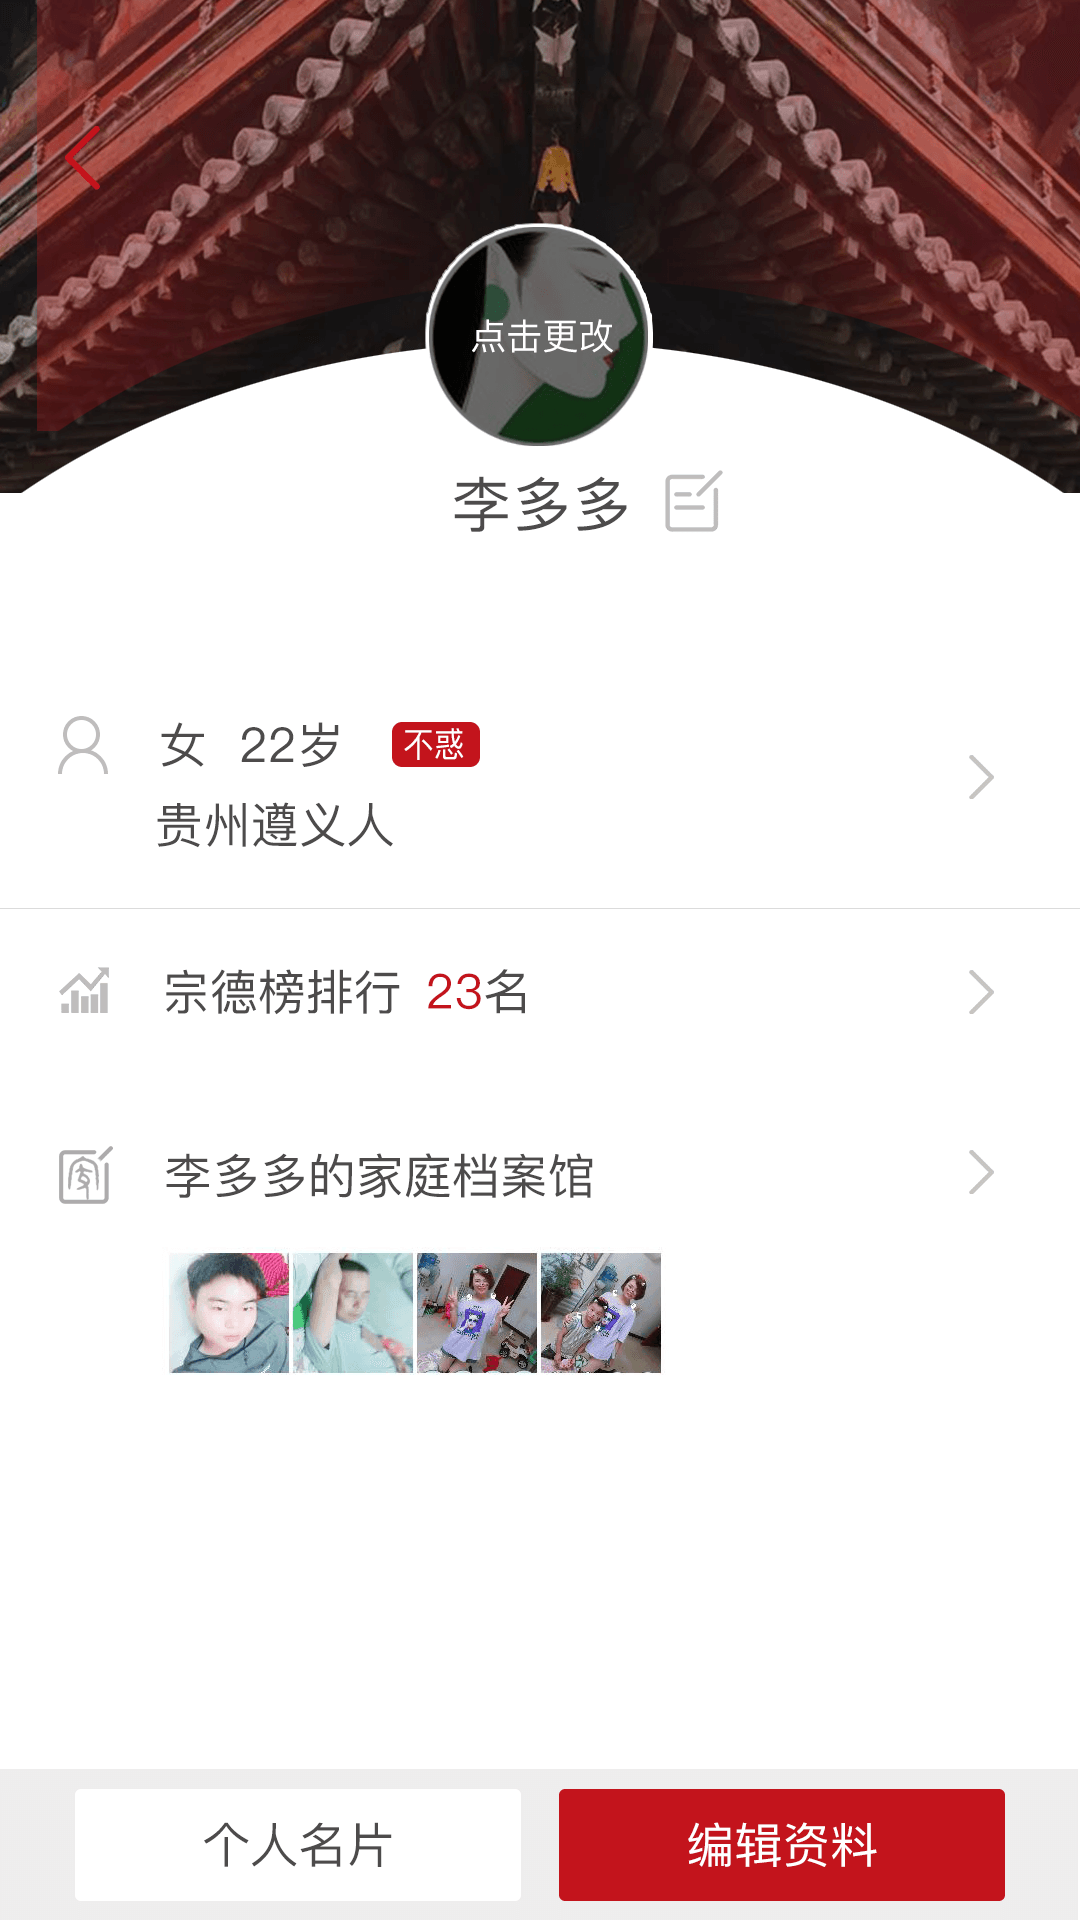 点击更改
李多多
女 22岁 不惑
贵州遵义人
宗德榜排行 23名
李多多的家庭档案馆
个人名片
编辑资料